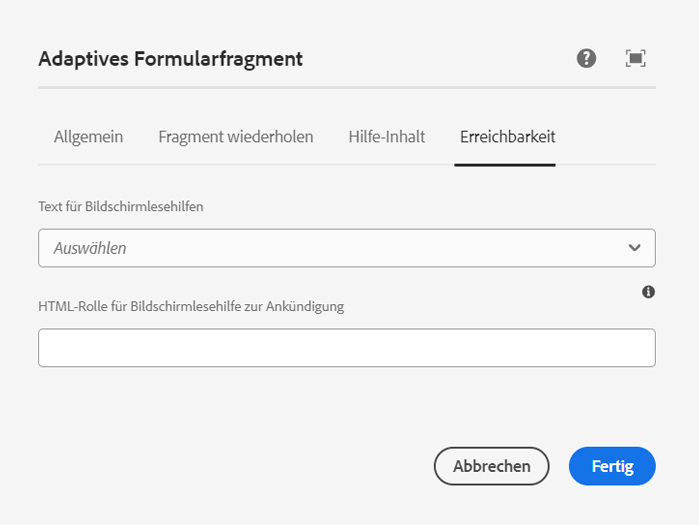 Adaptives Formularfragment
Allgemein Fragment wiederholen Hilfe-Inhalt Erreichbarkeit
Text für Bildschirmlesehilfen
Auswählen
HTML-Rolle für Bildschirmlesehilfe zur Ankündigung
Abbrechen Fertig